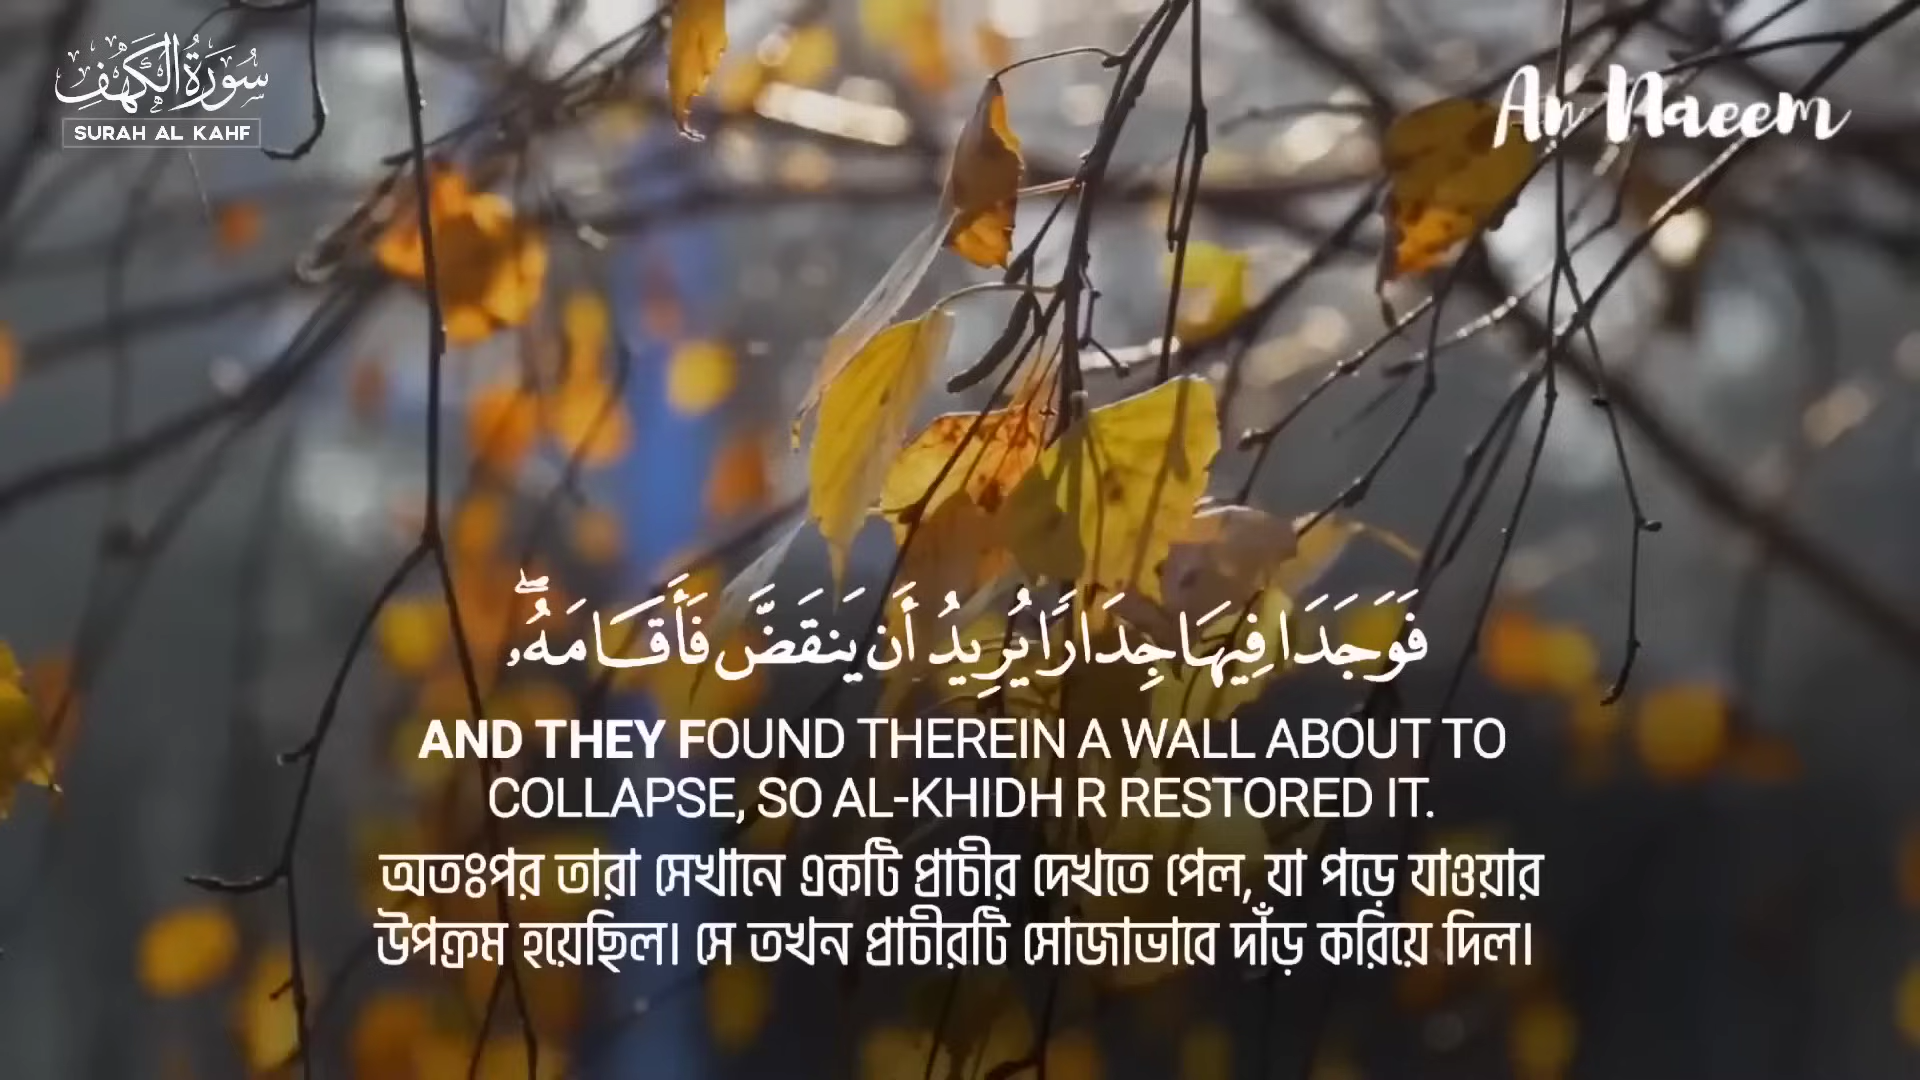 سُورَةُ الكَهْفِ
SURAH AL KAHF
An Naeem
فَوَجَدَا فِيهَا جِدَارًا يُرِيدُ أَن يَنقَضَّ فَأَقَامَهُۥۖ
AND THEY FOUND THEREIN A WALL ABOUT TO
COLLAPSE, SO AL-KHIDH R RESTORED IT.
অতঃপর তারা সেখানে একটি প্রাচীর দেখতে পেল, যা পড়ে যাওয়ার
উপক্রম হয়েছিল। সে তখন প্রাচীরটি সোজাভাবে দাঁড় করিয়ে দিল।